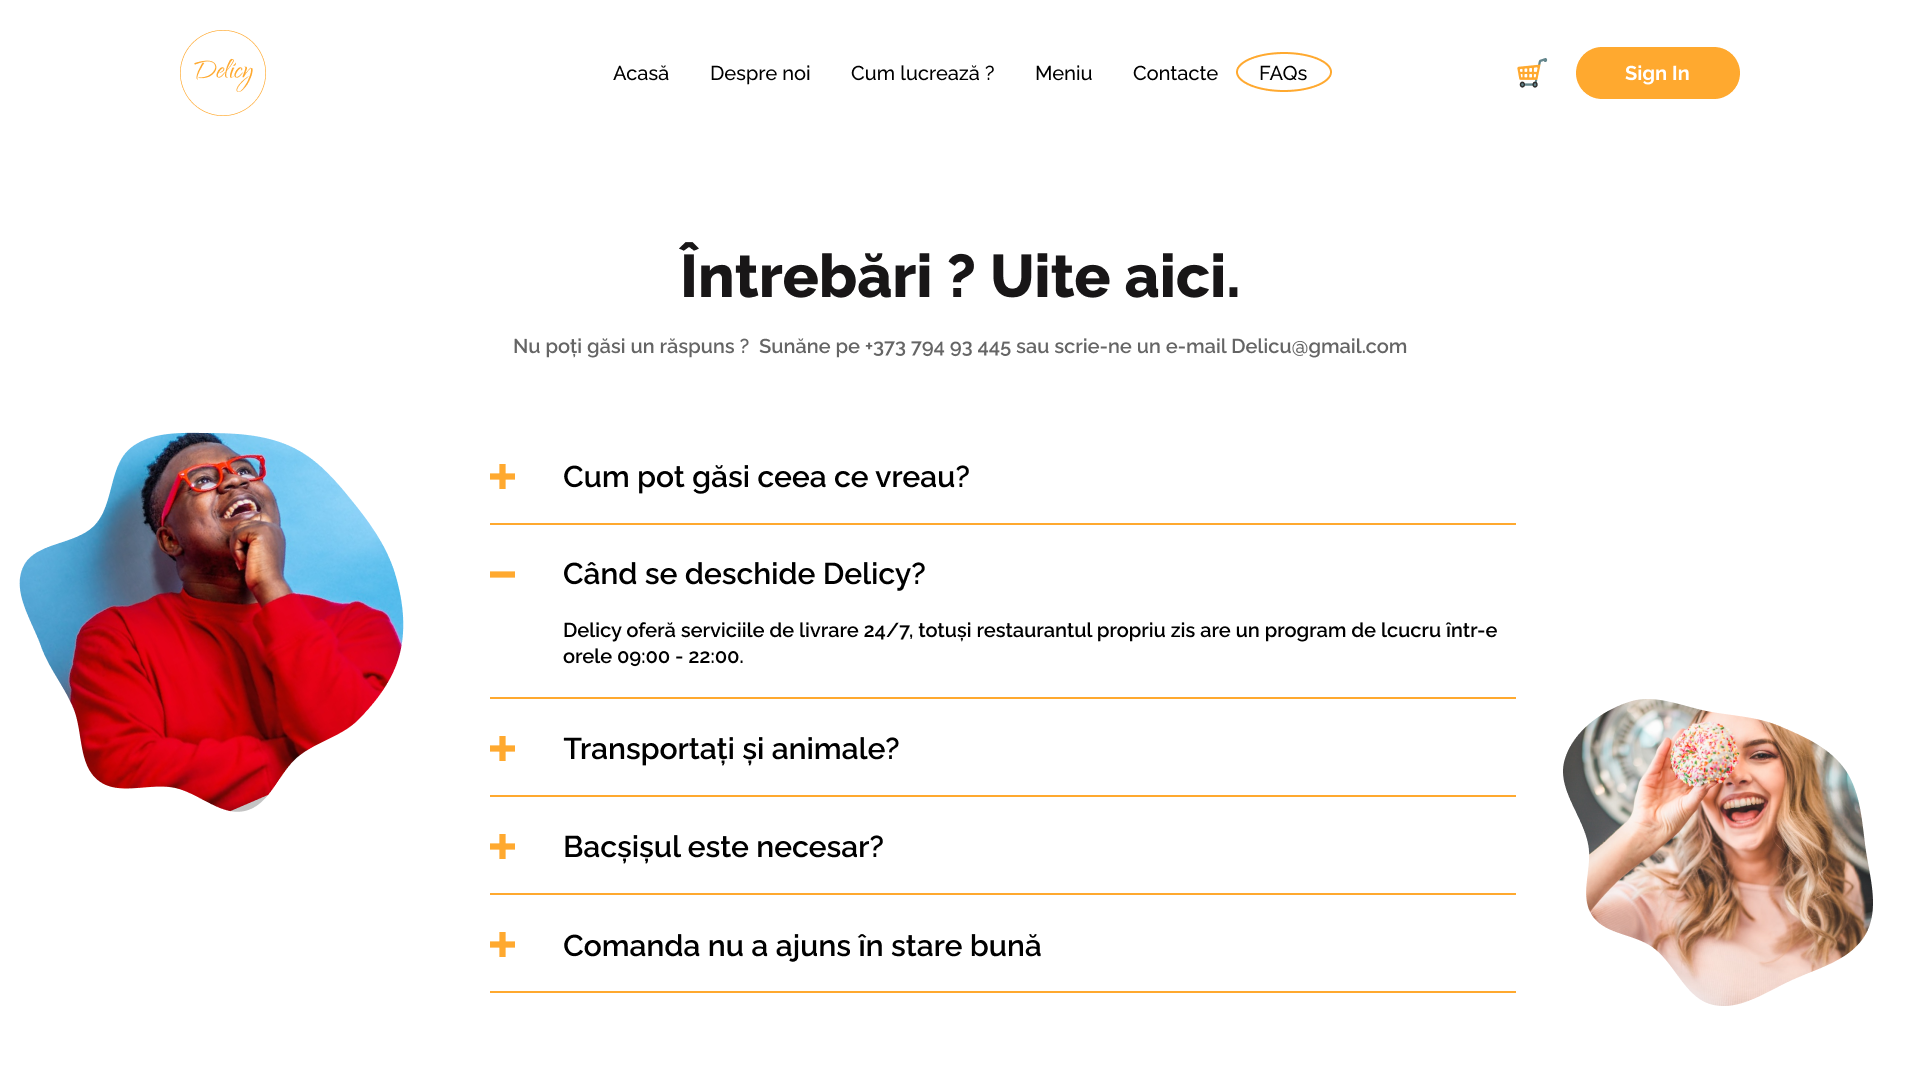 Delicy
Acasă
Despre noi
Cum lucrează ?
Meniu
Contacte
FAQs
Sign In
Întrebări ? Uite aici.
Nu poți găsi un răspuns ?  Sunăne pe +373 794 93 445 sau scrie-ne un e-mail Delicu@gmail.com
Cum pot găsi ceea ce vreau?
Când se deschide Delicy?
Delicy oferă serviciile de livrare 24/7, totuși restaurantul propriu zis are un program de lcucru într-e
orele 09:00 - 22:00.
Transportați și animale?
Bacșișul este necesar?
Comanda nu a ajuns în stare bună